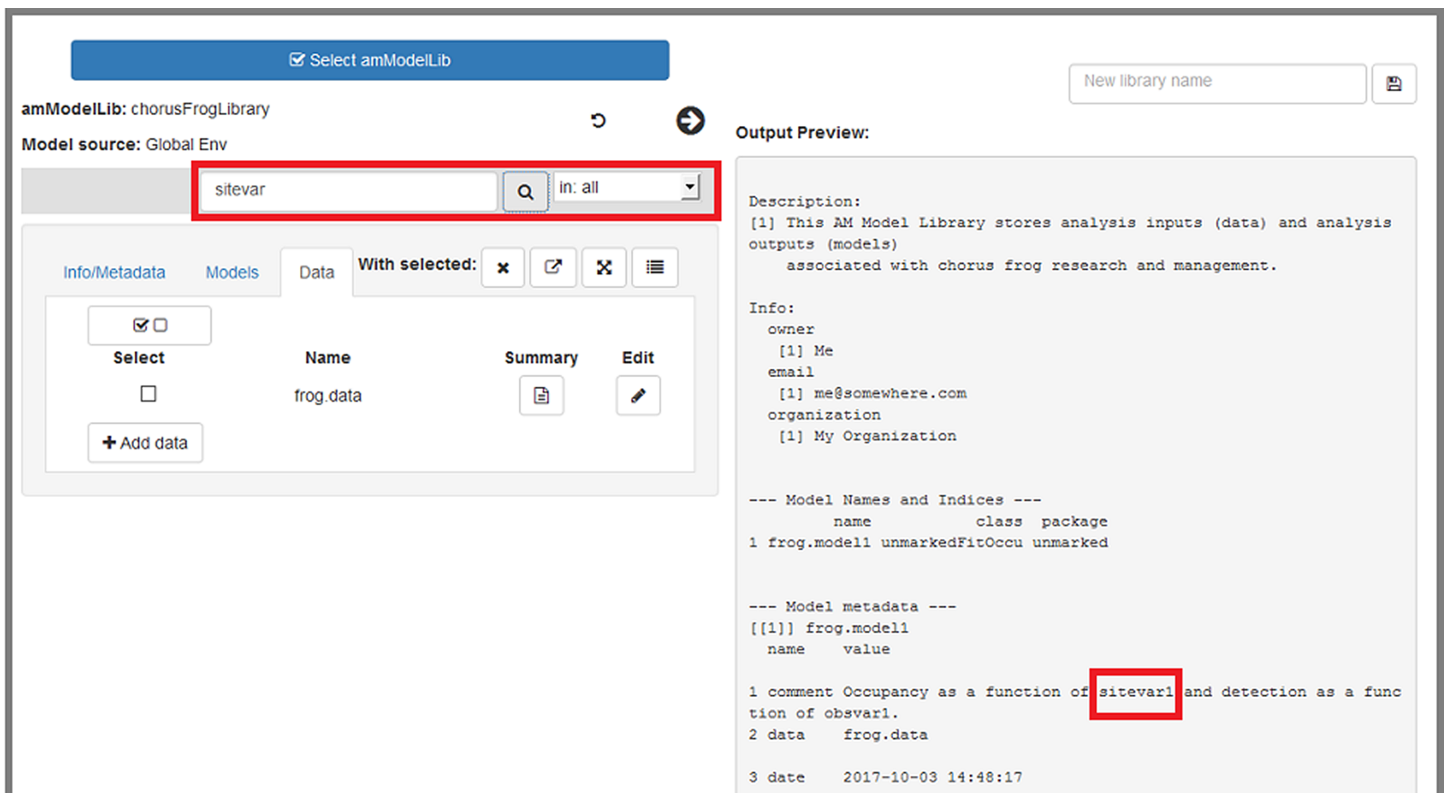 Select amModelLib
amModelLib: chorusFrogLibrary
Model source: Global Env
sitevar
in: all
Info/Metadata
Models
Data
With selected:
Select
Name
Summary
Edit
frog.data
Add data
New library name
Output Preview:
Description:
[1] This AM Model Library stores analysis inputs (data) and analysis
outputs (models)
associated with chorus frog research and management.
Info:
owner
[1] Me
email
[1] me@somewhere.com
organization
[1] My Organization
--- Model Names and Indices ---
name class package
1 frog.model1 unmarkedFitOccu unmarked
--- Model metadata ---
[[1]] frog.model1
name value
1 comment Occupancy as a function of sitevar1 and detection as a func
tion of obsvar1.
2 data frog.data
3 date 2017-10-03 14:48:17